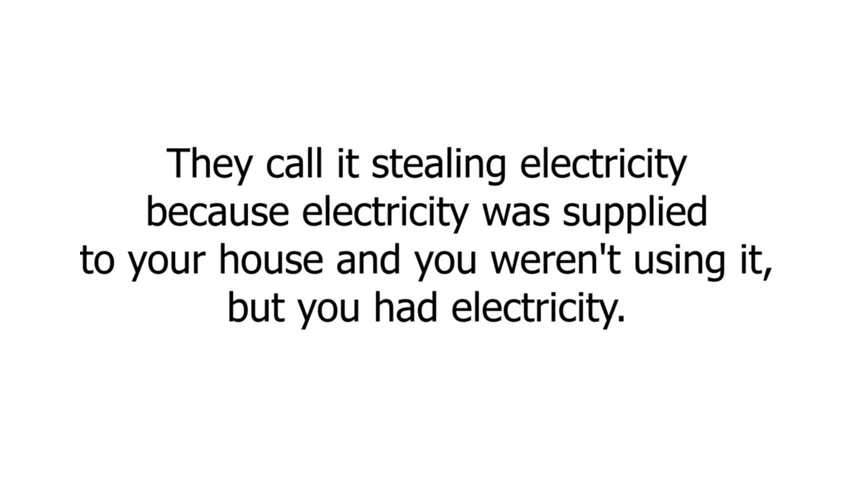 They call it stealing electricity
because electricity was supplied
to your house and you weren't using it,
but you had electricity.